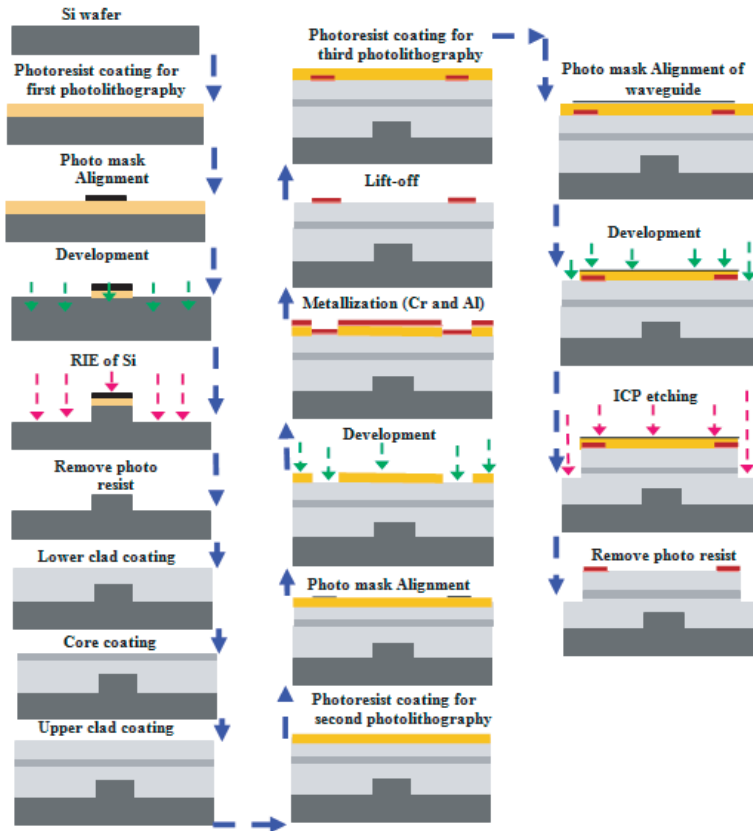 Si wafer
Photoresist coating for
first photolithography
Photo mask
Alignment
Development
RIE of Si
Remove photo
resist
Lower clad coating
Core coating
Upper clad coating
Photoresist coating for
second photolithography
Photo mask Alignment
Development
Metallization (Cr and Al)
Lift-off
Photoresist coating for
third photolithography
Photo mask Alignment of
waveguide
Development
ICP etching
Remove photo resist